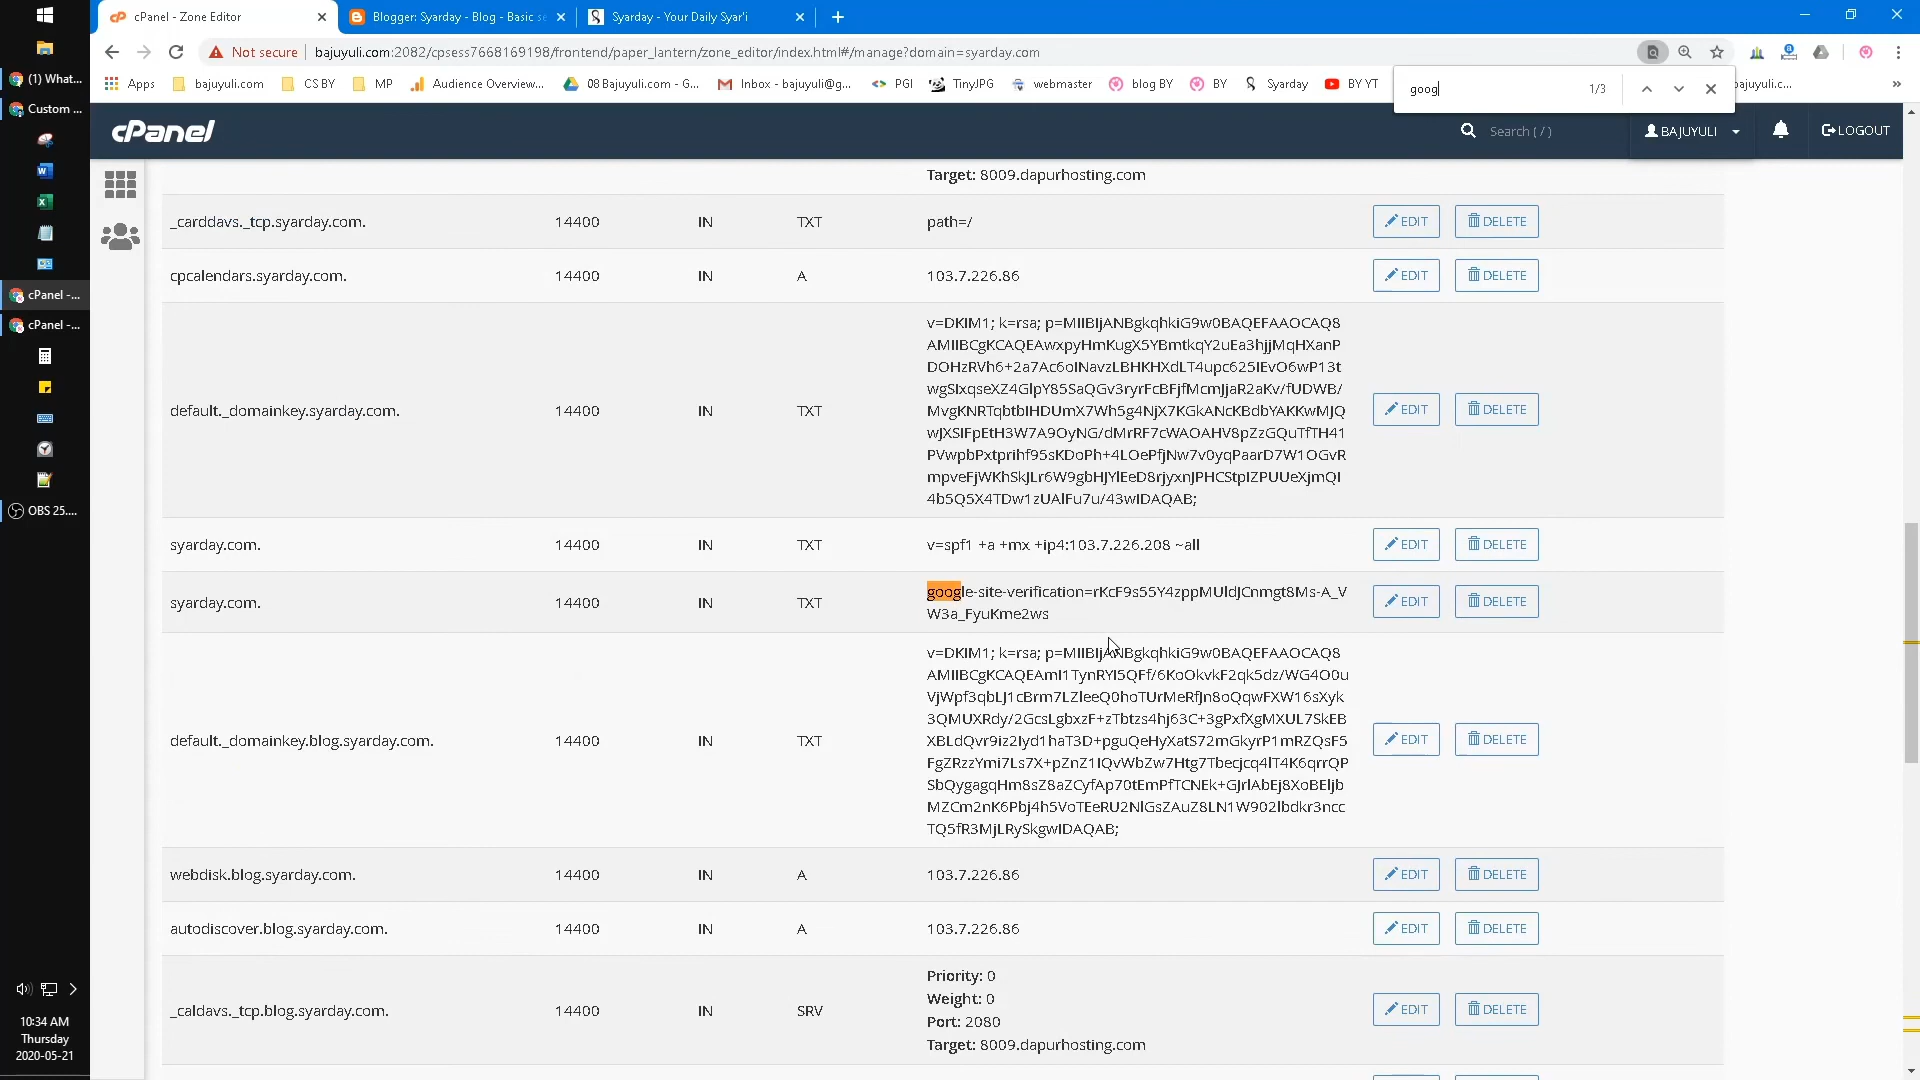 cPanel - Zone Editor
Blogger: Syarday - Blog - Basic se
Syarday - Your Daily Syar'i
(1) What...
Not secure
bajuyuli.com:2082/cpsess7668169198/frontend/paper_lantern/zone_editor/index.html#/manage?domain=syarday.com
Apps
bajuyuli.com
CS BY
MP
Audience Overview...
08 Bajuyuli.com - G...
Inbox - bajuyuli@g...
PGI
TinyJPG
webmaster
blog BY
BY
Syarday
BY YT
bajuyuli.c...
»
goog
1/3
Custom ...
cPanel
Search ( / )
BAJUYULI
LOGOUT
Target: 8009.dapurhosting.com
_carddavs._tcp.syarday.com. 14400 IN TXT path=/ EDIT DELETE
cpcalendars.syarday.com. 14400 IN A 103.7.226.86 EDIT DELETE
cPanel -...
cPanel -...
OBS 25....
default._domainkey.syarday.com. 14400 IN TXT EDIT DELETE
syarday.com. 14400 IN TXT v=spf1 +a +mx +ip4:103.7.226.208 ~all EDIT DELETE
syarday.com. 14400 IN TXT google-site-verification=rKcF9s55Y4zppMUldJCnmgt8Ms-A_V
W3a_FyuKme2ws EDIT DELETE
default._domainkey.blog.syarday.com. 14400 IN TXT EDIT DELETE
webdisk.blog.syarday.com. 14400 IN A 103.7.226.86 EDIT DELETE
autodiscover.blog.syarday.com. 14400 IN A 103.7.226.86 EDIT DELETE
_caldavs._tcp.blog.syarday.com. 14400 IN SRV EDIT DELETE
Priority: 0
Weight: 0
Port: 2080
Target: 8009.dapurhosting.com
10:34 AM
Thursday
2020-05-21